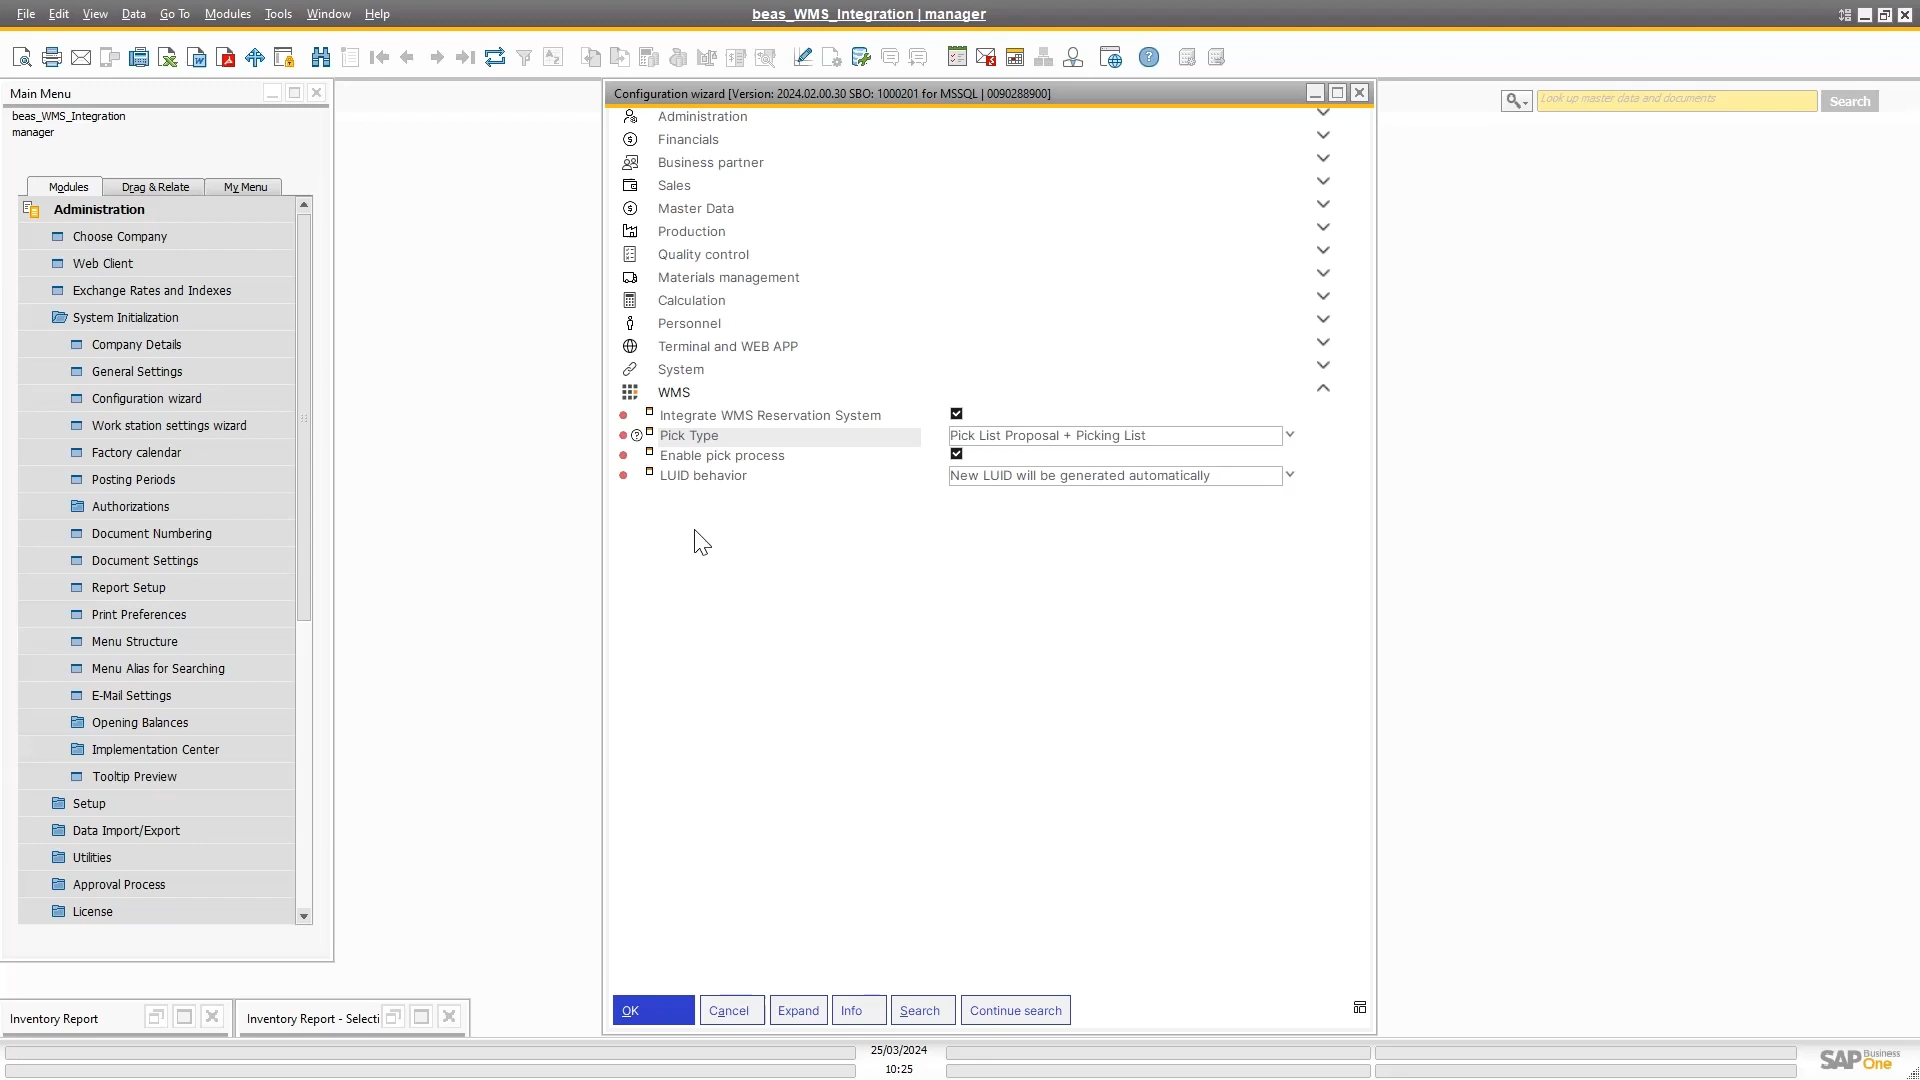 File Edit View Data Go To Modules Tools Window Help
beas_WMS_Integration | manager
Main Menu
beas_WMS_Integration
manager
Modules Drag & Relate My Menu
Administration
Choose Company
Web Client
Exchange Rates and Indexes
System Initialization
Company Details
General Settings
Configuration wizard
Work station settings wizard
Factory calendar
Posting Periods
Authorizations
Document Numbering
Document Settings
Report Setup
Print Preferences
Menu Structure
Menu Alias for Searching
E-Mail Settings
Opening Balances
Implementation Center
Tooltip Preview
Setup
Data Import/Export
Utilities
Approval Process
License
Configuration wizard [Version: 2024.02.00.30 SBO: 1000201 for MSSQL | 0090288900]
Administration
Financials
Business partner
Sales
Master Data
Production
Quality control
Materials management
Calculation
Personnel
Terminal and WEB APP
System
WMS
Integrate WMS Reservation System
Pick Type Pick List Proposal + Picking List
Enable pick process
LUID behavior New LUID will be generated automatically
OK Cancel Expand Info Search Continue search
Look up master data and documents Search
Inventory Report
Inventory Report - Selecti
25/03/2024
10:25
SAP Business One